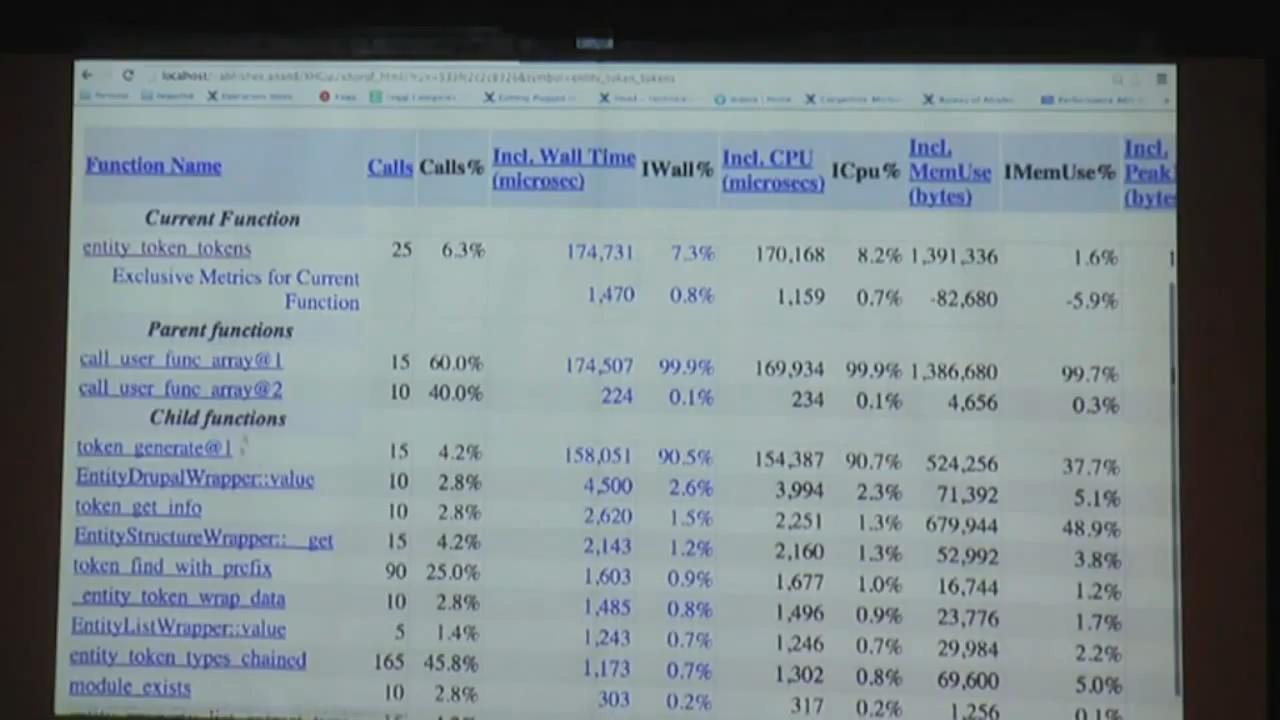 Function Name Calls Calls% Incl. Wall Time (microsec) IWall% Incl. CPU (microsecs) ICpu% Incl. MemUse (bytes) IMemUse% Incl. Peak
Current Function
entity_token_tokens 25 6.3% 174,731 7.3% 170,168 8.2% 1,391,336 1.6%
Exclusive Metrics for Current Function 1,470 0.8% 1,159 0.7% -82,680 -5.9%
Parent functions
call_user_func_array@1 15 60.0% 174,507 99.9% 169,934 99.9% 1,386,680 99.7%
call_user_func_array@2 10 40.0% 224 0.1% 234 0.1% 4,656 0.3%
Child functions
token_generate@1 15 4.2% 158,051 90.5% 154,387 90.7% 524,256 37.7%
EntityDrupalWrapper::value 10 2.8% 4,500 2.6% 3,994 2.3% 71,392 5.1%
token_get_info 10 2.8% 2,620 1.5% 2,251 1.3% 679,944 48.9%
EntityStructureWrapper::__get 15 4.2% 2,143 1.2% 2,160 1.3% 52,992 3.8%
token_find_with_prefix 90 25.0% 1,603 0.9% 1,677 1.0% 16,744 1.2%
_entity_token_wrap_data 10 2.8% 1,485 0.8% 1,496 0.9% 23,776 1.7%
EntityListWrapper::value 5 1.4% 1,243 0.7% 1,246 0.7% 29,984 2.2%
entity_token_types_chained 165 45.8% 1,173 0.7% 1,302 0.8% 69,600 5.0%
module_exists 10 2.8% 303 0.2% 317 0.2% 1,256 0.1%